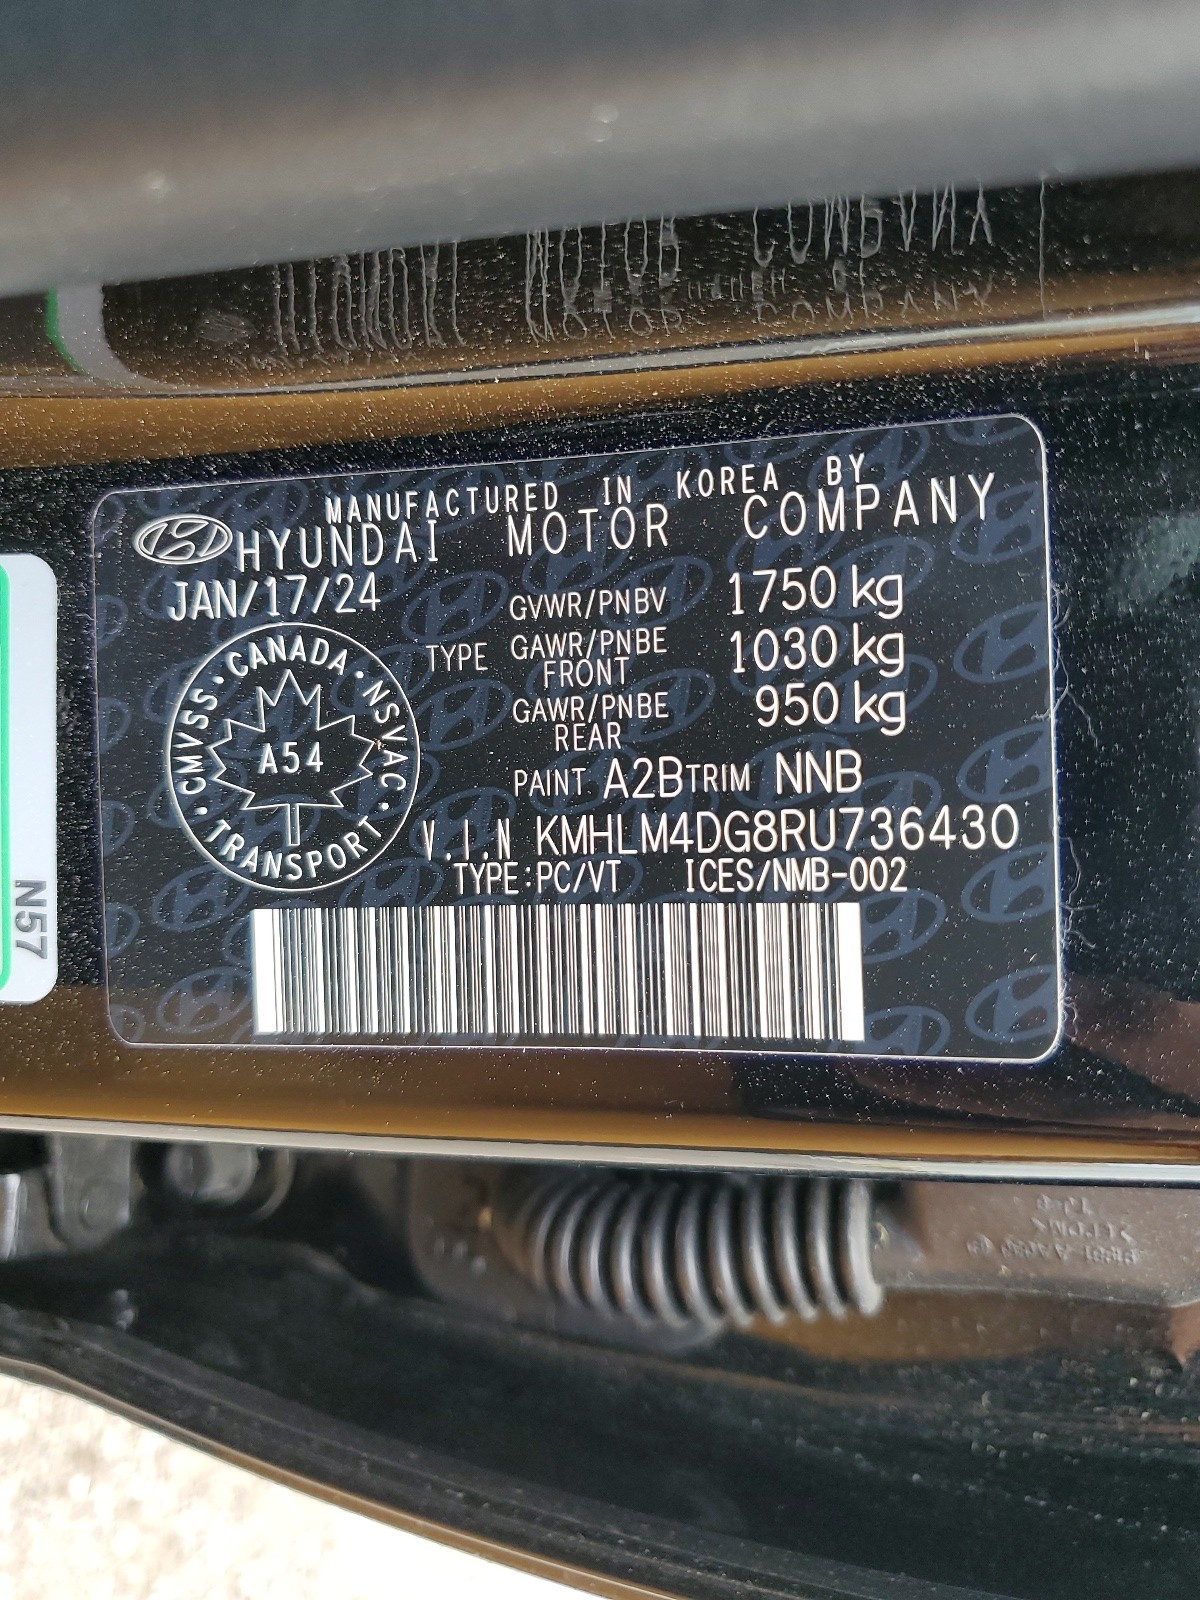 MANUFACTURED IN KOREA BY
HYUNDAI MOTOR COMPANY
JAN/17/24
GVWR/PNBV 1750 kg
TYPE GAWR/PNBE FRONT 1030 kg
GAWR/PNBE REAR 950 kg
PAINT A2B TRIM NNB
V.I.N KMHLM4DG8RU736430
TYPE:PC/VT ICES/NMB-002
CANADA · NSVAC · TRANSPORT · CMVSS ·
A54
N57